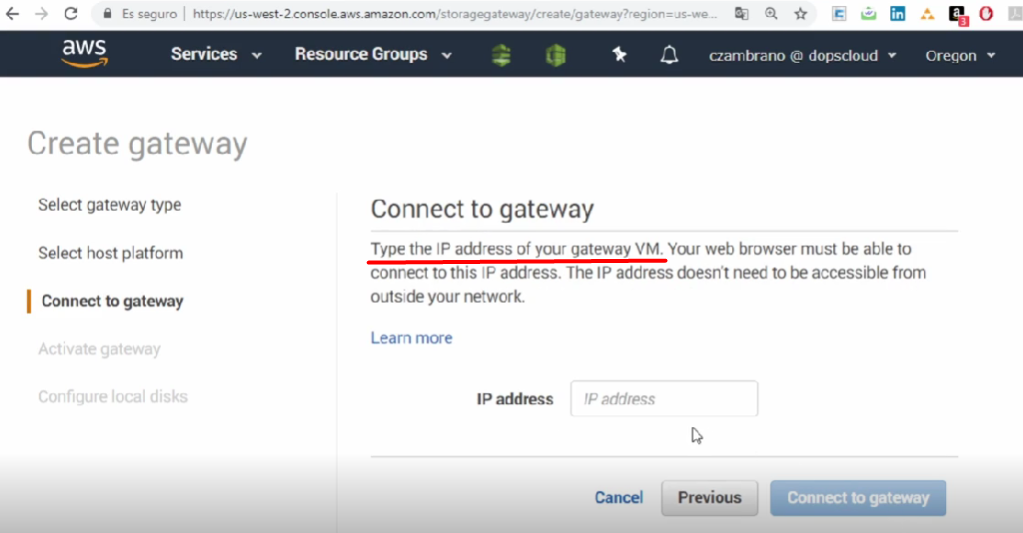 Es seguro | https://us-west-2.console.aws.amazon.com/storagegateway/create/gateway?region=us-we...
3
aws Services Resource Groups czambrano @ dopscloud Oregon
Create gateway
Select gateway type
Select host platform
Connect to gateway
Activate gateway
Configure local disks
Connect to gateway
Type the IP address of your gateway VM. Your web browser must be able to
connect to this IP address. The IP address doesn't need to be accessible from
outside your network.
Learn more
IP address IP address
Cancel Previous Connect to gateway